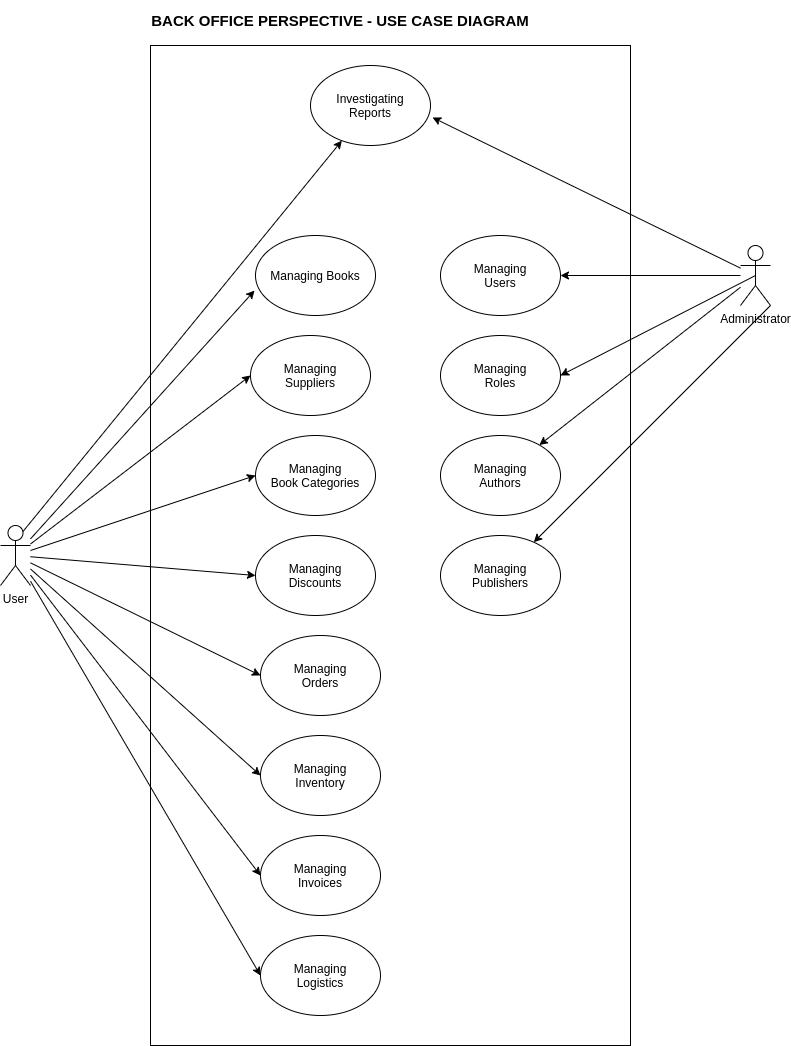 BACK OFFICE PERSPECTIVE - USE CASE DIAGRAM
Investigating
Reports
Managing Books
Managing
Users
Administrator
Managing
Suppliers
Managing
Roles
Managing
Book Categories
Managing
Authors
Managing
Discounts
Managing
Publishers
User
Managing
Orders
Managing
Inventory
Managing
Invoices
Managing
Logistics